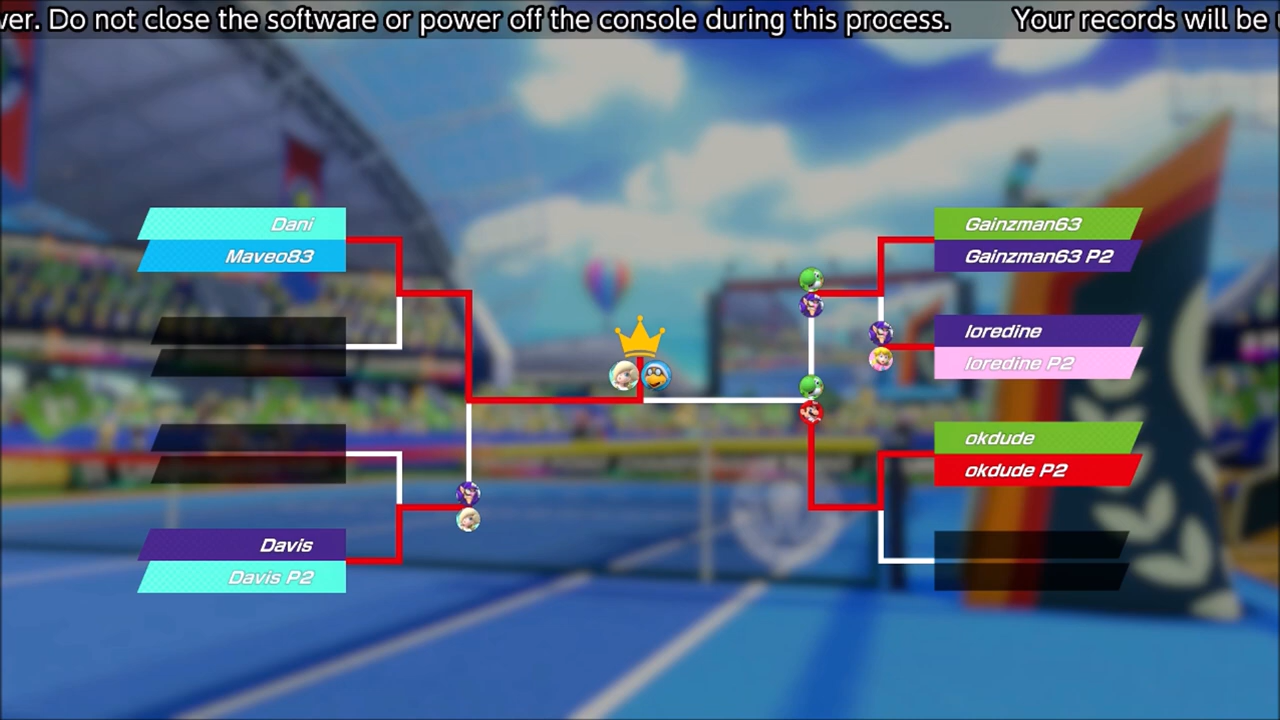 ver. Do not close the software or power off the console during this process. Your records will be
Dani
Maveo83
Davis
Davis P2
Gainzman63
Gainzman63 P2
loredine
loredine P2
okdude
okdude P2